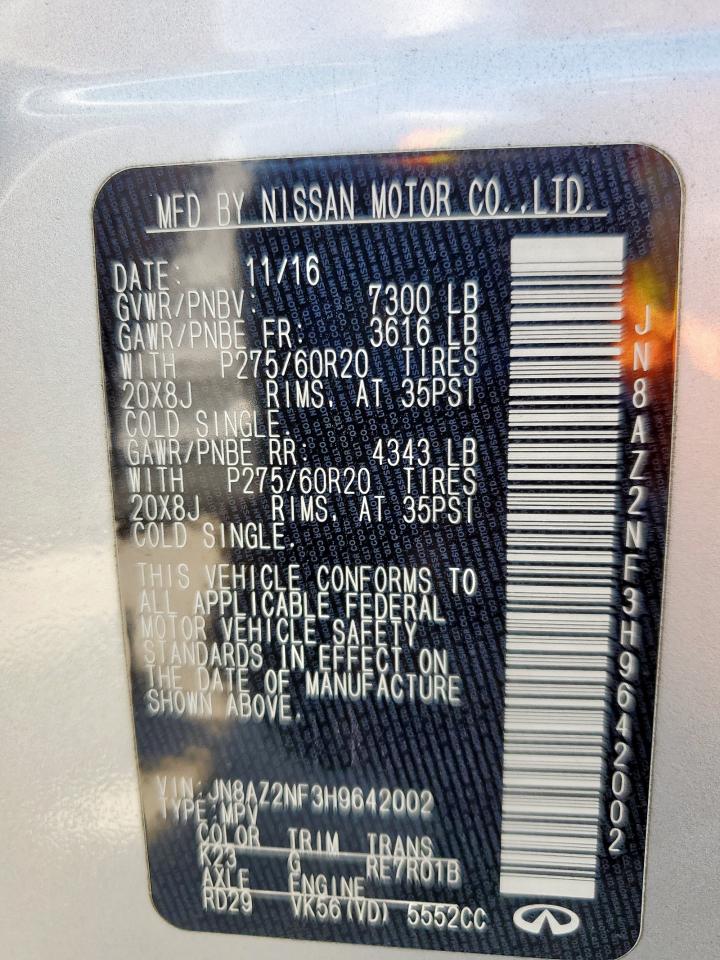 MFD BY NISSAN MOTOR CO.,LTD.
DATE: 11/16
GVWR/PNBV: 7300 LB
GAWR/PNBE FR: 3616 LB
WITH P275/60R20 TIRES
20X8J RIMS, AT 35PSI
COLD SINGLE.
GAWR/PNBE RR: 4343 LB
WITH P275/60R20 TIRES
20X8J RIMS, AT 35PSI
COLD SINGLE.
THIS VEHICLE CONFORMS TO
ALL APPLICABLE FEDERAL
MOTOR VEHICLE SAFETY
STANDARDS IN EFFECT ON
THE DATE OF MANUFACTURE
SHOWN ABOVE.
VIN: JN8AZ2NF3H9642002
TYPE: MPV
COLOR TRIM TRANS
K23 G RE7R01B
AXLE ENGINE
RD29 VK56(VD) 5552CC
JN8AZ2NF3H9642002